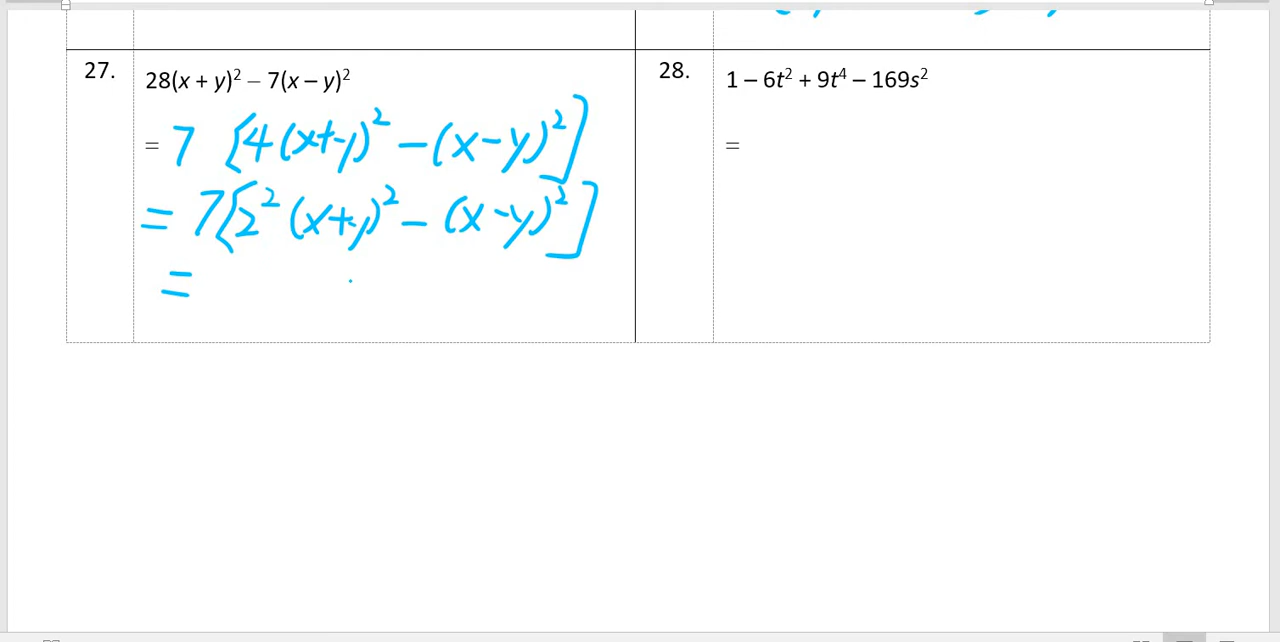 27.
28(x + y)² – 7(x – y)²
= 7 [4(x+y)² – (x – y)²]
= 7[2² (x+y)² – (x – y)²]
=
28.
1 – 6t² + 9t⁴ – 169s²
=